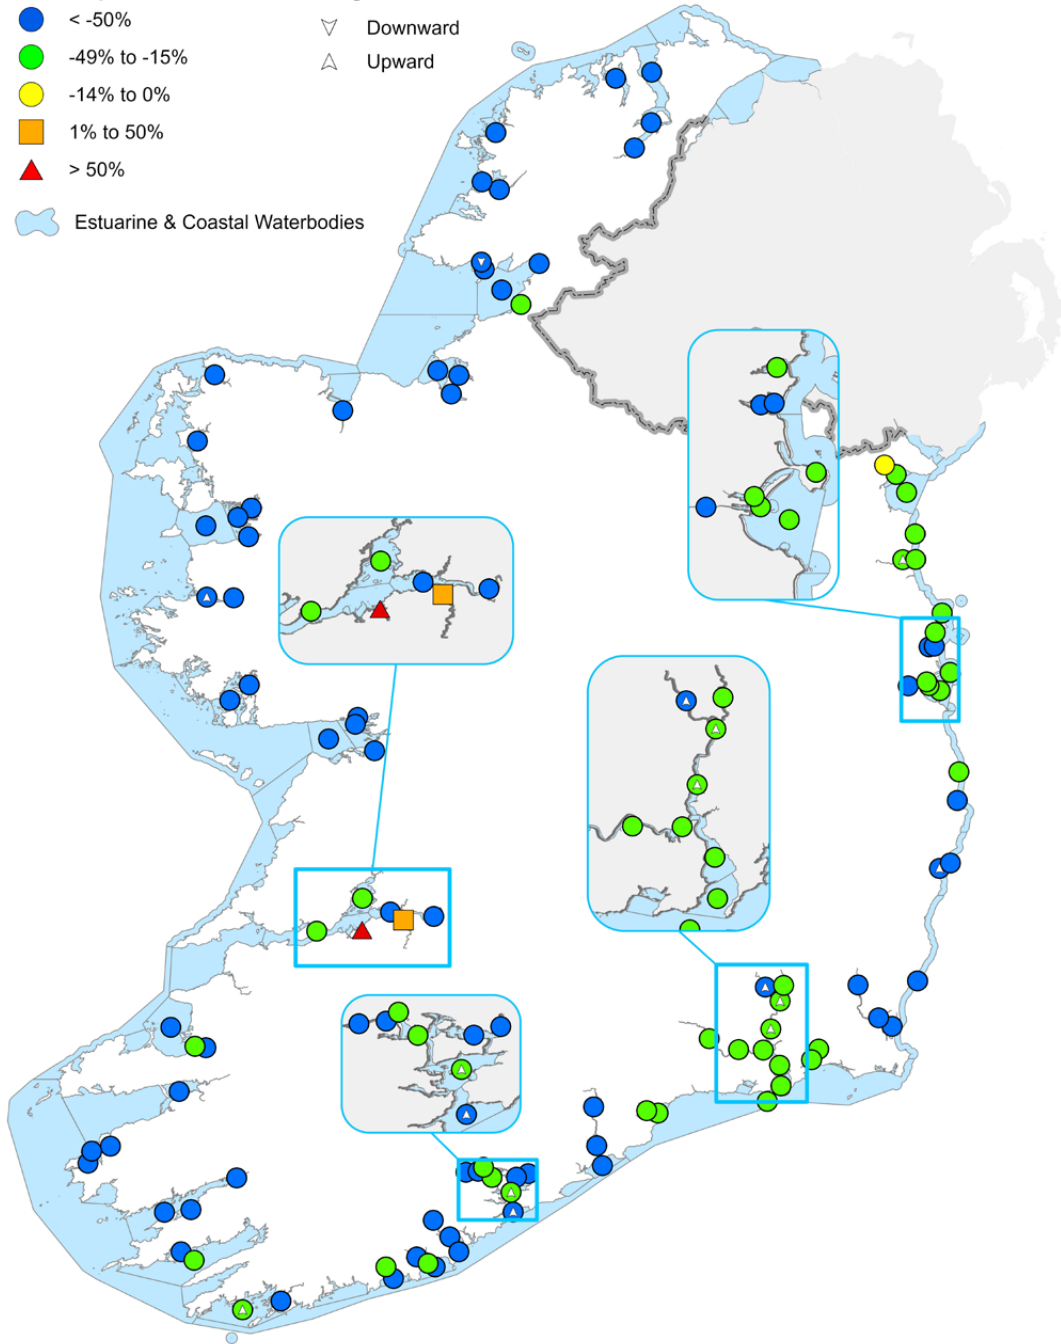 < -50%
-49% to -15%
-14% to 0%
1% to 50%
> 50%
Estuarine & Coastal Waterbodies
Downward
Upward